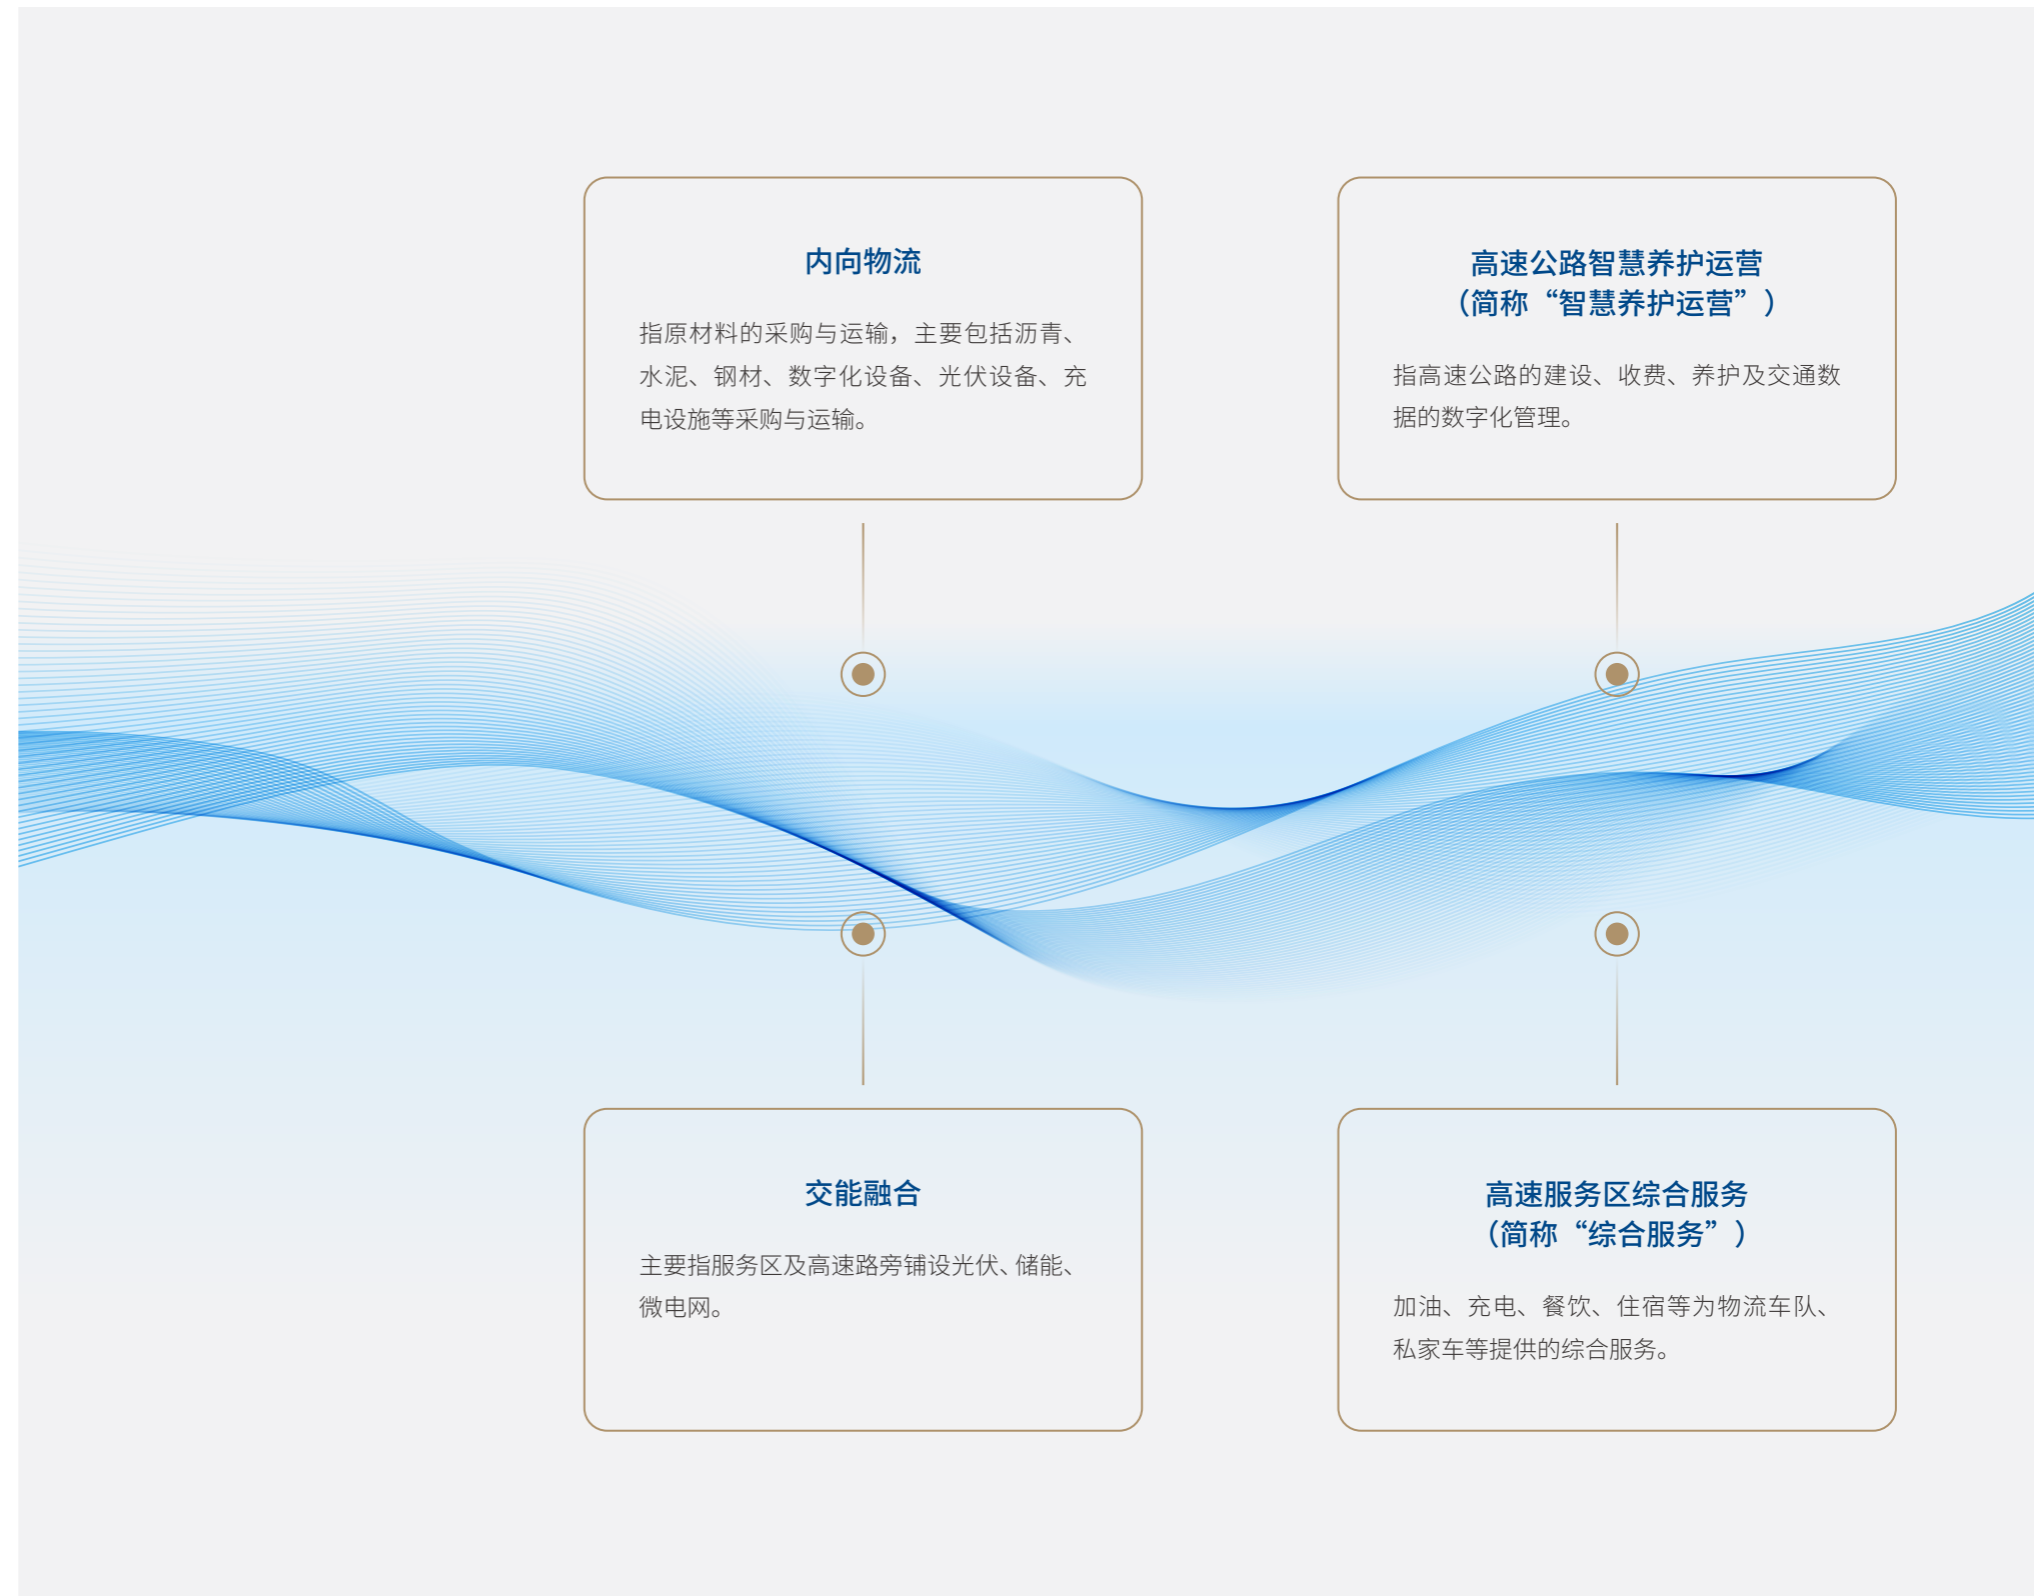 内向物流
指原材料的采购与运输，主要包括沥青、
水泥、钢材、数字化设备、光伏设备、充
电设施等采购与运输。
高速公路智慧养护运营
（简称“智慧养护运营”）
指高速公路的建设、收费、养护及交通数
据的数字化管理。
交能融合
主要指服务区及高速路旁铺设光伏、储能、
微电网。
高速服务区综合服务
（简称“综合服务”）
加油、充电、餐饮、住宿等为物流车队、
私家车等提供的综合服务。